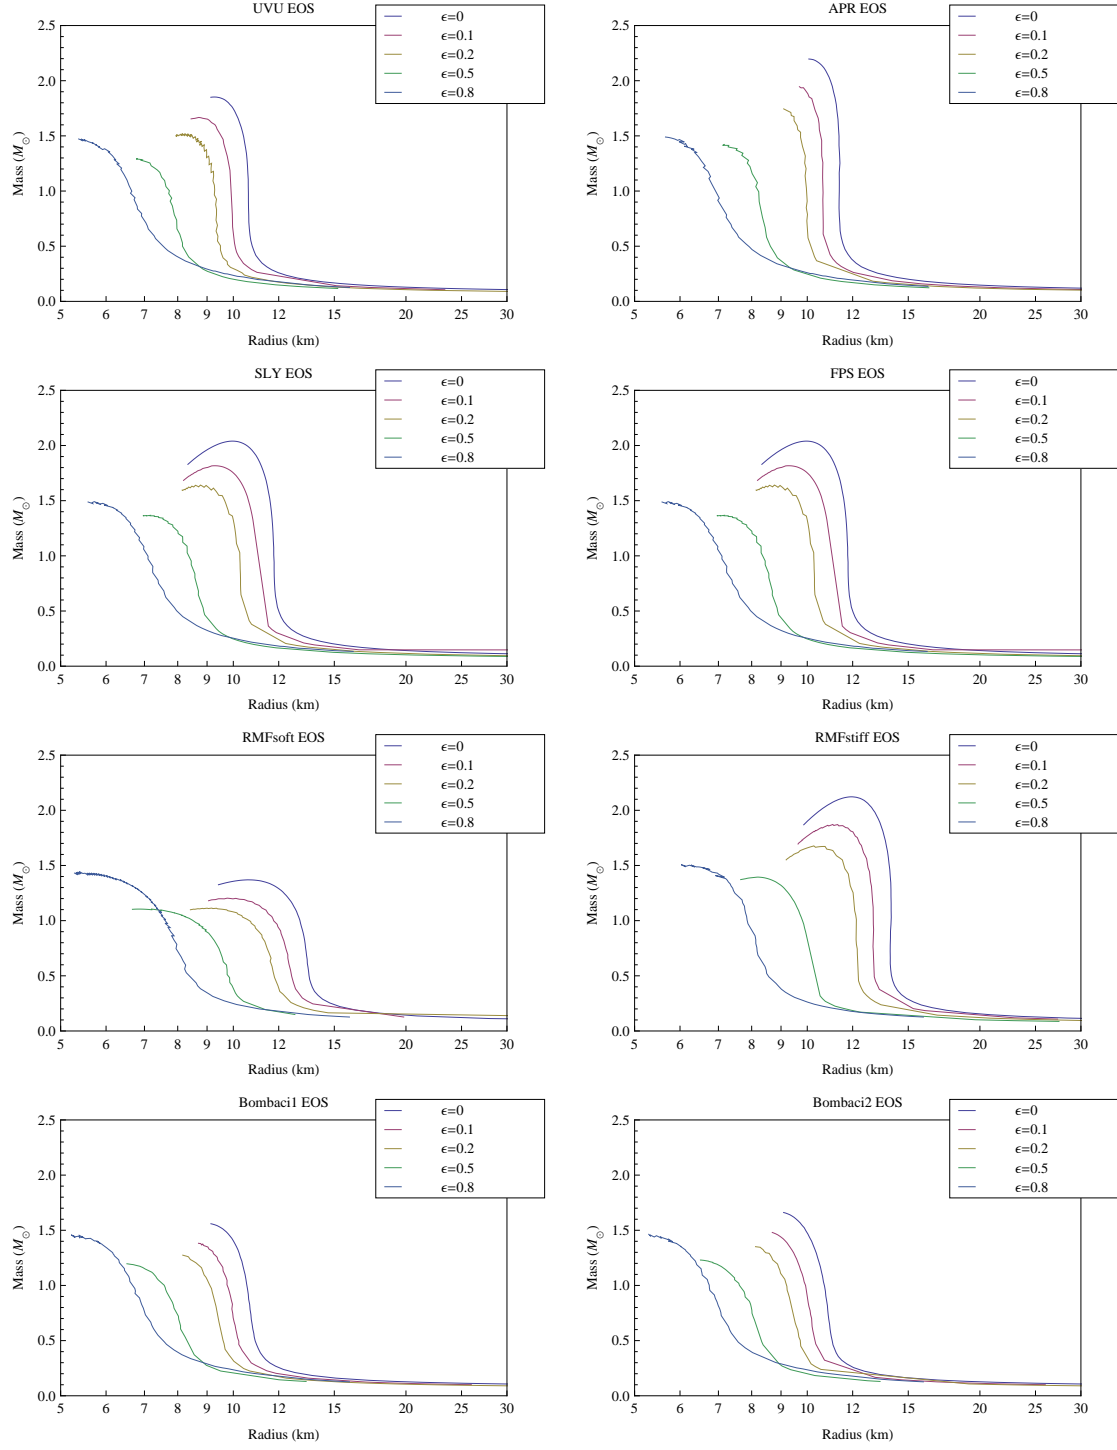 UVU EOS
ϵ=0
ϵ=0.1
ϵ=0.2
ϵ=0.5
ϵ=0.8
2.5
2.0
1.5
1.0
0.5
0.0
Mass (M⊙)
5 6 7 8 9 10 12 15 20 25 30
Radius (km)
APR EOS
ϵ=0
ϵ=0.1
ϵ=0.2
ϵ=0.5
ϵ=0.8
2.5
2.0
1.5
1.0
0.5
0.0
Mass (M⊙)
5 6 7 8 9 10 12 15 20 25 30
Radius (km)
SLY EOS
ϵ=0
ϵ=0.1
ϵ=0.2
ϵ=0.5
ϵ=0.8
2.5
2.0
1.5
1.0
0.5
0.0
Mass (M⊙)
5 6 7 8 9 10 12 15 20 25 30
Radius (km)
FPS EOS
ϵ=0
ϵ=0.1
ϵ=0.2
ϵ=0.5
ϵ=0.8
2.5
2.0
1.5
1.0
0.5
0.0
Mass (M⊙)
5 6 7 8 9 10 12 15 20 25 30
Radius (km)
RMFsoft EOS
ϵ=0
ϵ=0.1
ϵ=0.2
ϵ=0.5
ϵ=0.8
2.5
2.0
1.5
1.0
0.5
0.0
Mass (M⊙)
5 6 7 8 9 10 12 15 20 25 30
Radius (km)
RMFstiff EOS
ϵ=0
ϵ=0.1
ϵ=0.2
ϵ=0.5
ϵ=0.8
2.5
2.0
1.5
1.0
0.5
0.0
Mass (M⊙)
5 6 7 8 9 10 12 15 20 25 30
Radius (km)
Bombaci1 EOS
ϵ=0
ϵ=0.1
ϵ=0.2
ϵ=0.5
ϵ=0.8
2.5
2.0
1.5
1.0
0.5
0.0
Mass (M⊙)
5 6 7 8 9 10 12 15 20 25 30
Radius (km)
Bombaci2 EOS
ϵ=0
ϵ=0.1
ϵ=0.2
ϵ=0.5
ϵ=0.8
2.5
2.0
1.5
1.0
0.5
0.0
Mass (M⊙)
5 6 7 8 9 10 12 15 20 25 30
Radius (km)